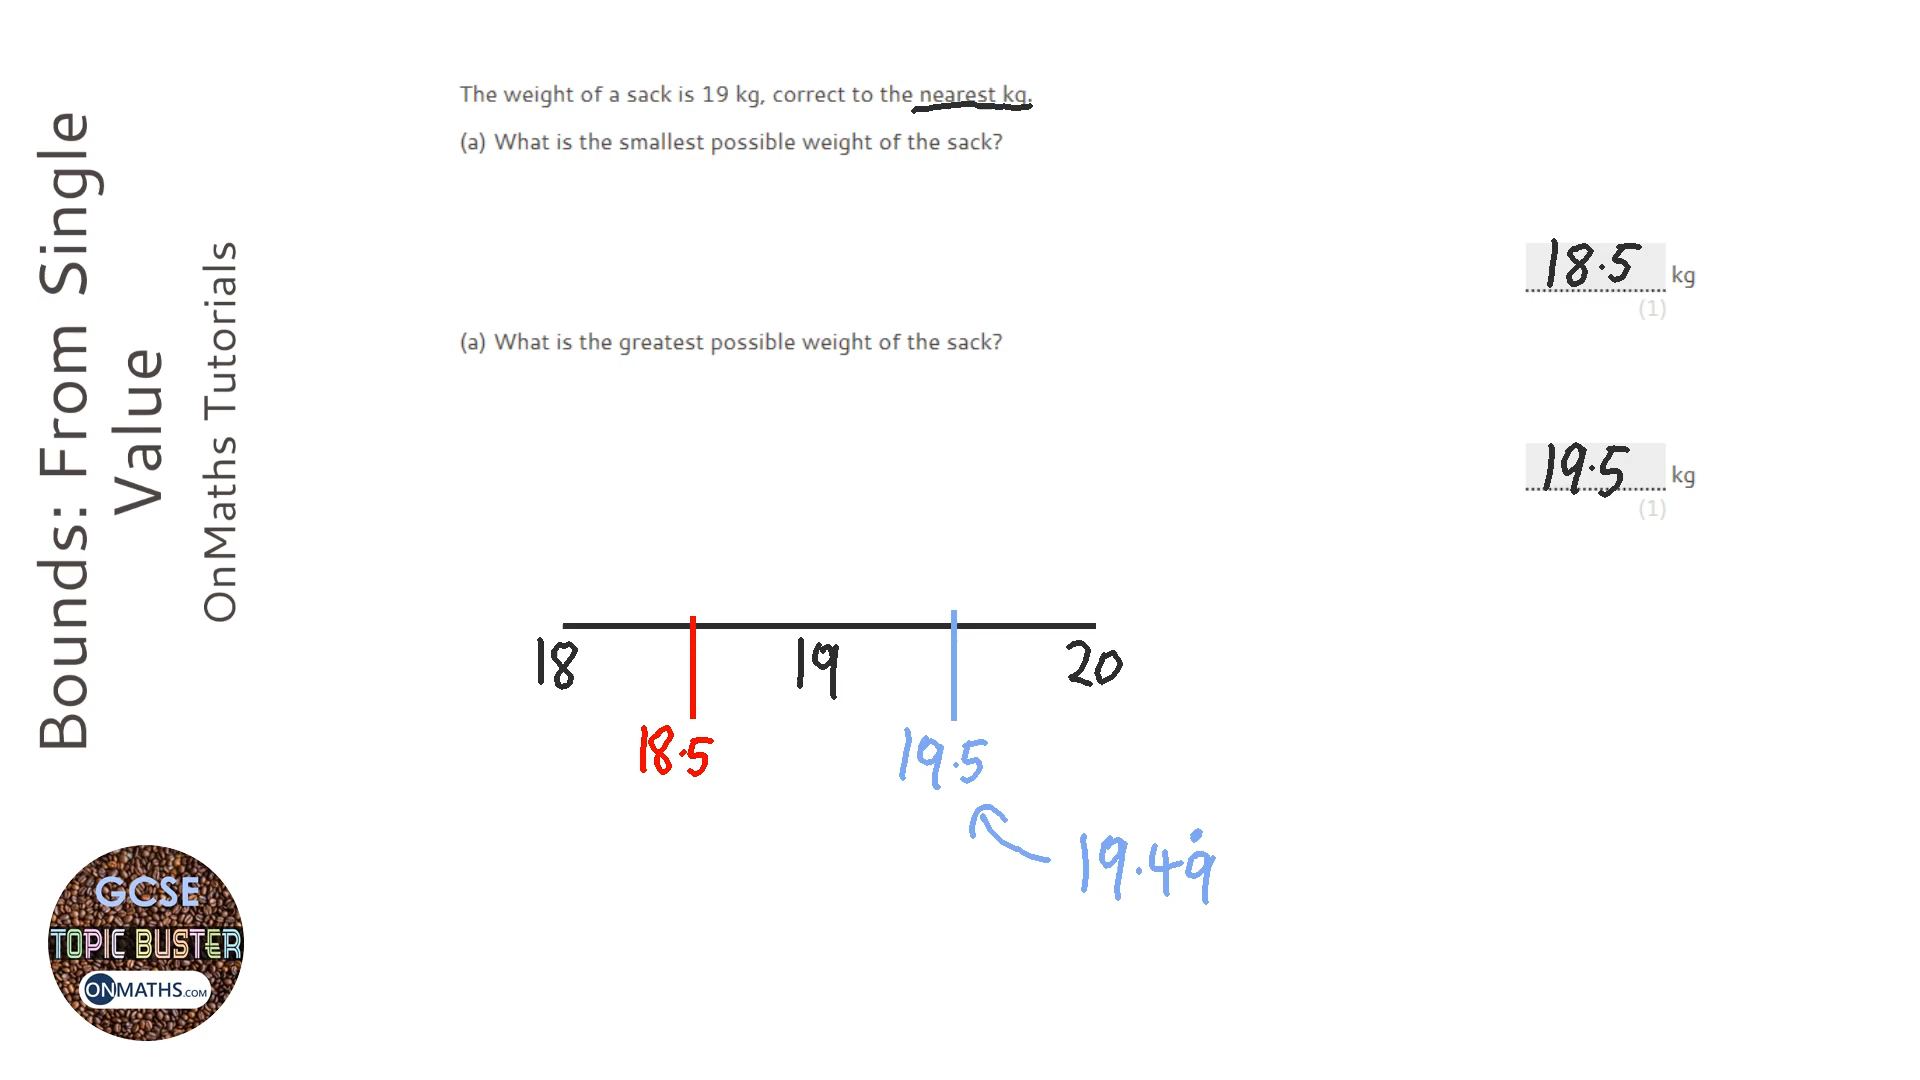 Bounds: From Single
Value
OnMaths Tutorials
The weight of a sack is 19 kg, correct to the nearest kg.
(a) What is the smallest possible weight of the sack?
18.5 kg
(1)
(a) What is the greatest possible weight of the sack?
19.5 kg
(1)
18 19 20
18.5 19.5
19.49̇
GCSE
TOPIC BUSTER
ONMATHS.COM